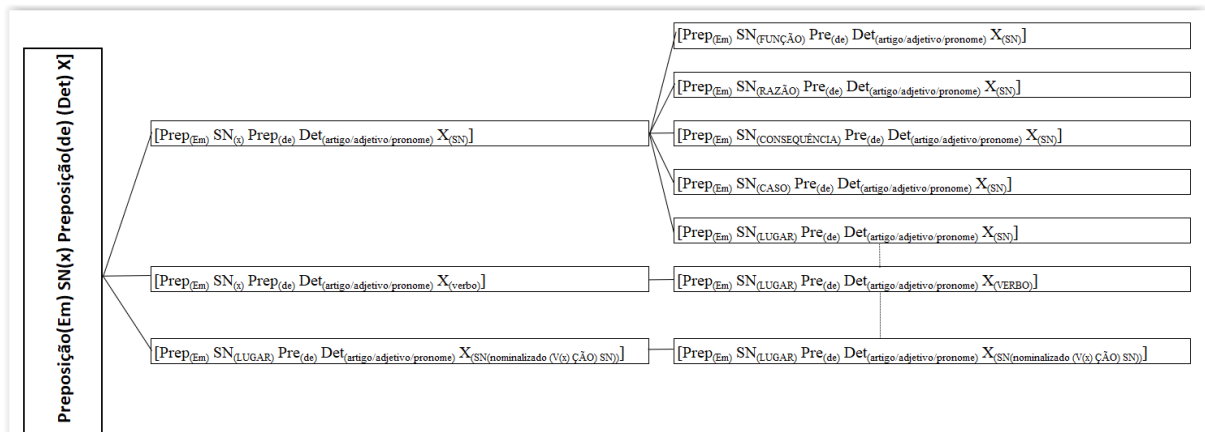 Preposição(Em) SN(x) Preposição(de) (Det) X]
[Prep(Em) SN(x) Prep(de) Det(artigo/adjetivo/pronome) X(SN)]
[Prep(Em) SN(x) Prep(de) Det(artigo/adjetivo/pronome) X(verbo)]
[Prep(Em) SN(LUGAR) Pre(de) Det(artigo/adjetivo/pronome) X(SN(nominalizado (V(x) ÇÃO) SN))]
[Prep(Em) SN(FUNÇÃO) Pre(de) Det(artigo/adjetivo/pronome) X(SN)]
[Prep(Em) SN(RAZÃO) Pre(de) Det(artigo/adjetivo/pronome) X(SN)]
[Prep(Em) SN(CONSEQUÊNCIA) Pre(de) Det(artigo/adjetivo/pronome) X(SN)]
[Prep(Em) SN(CASO) Pre(de) Det(artigo/adjetivo/pronome) X(SN)]
[Prep(Em) SN(LUGAR) Pre(de) Det(artigo/adjetivo/pronome) X(SN)]
[Prep(Em) SN(LUGAR) Pre(de) Det(artigo/adjetivo/pronome) X(VERBO)]
[Prep(Em) SN(LUGAR) Pre(de) Det(artigo/adjetivo/pronome) X(SN(nominalizado (V(x) ÇÃO) SN))]